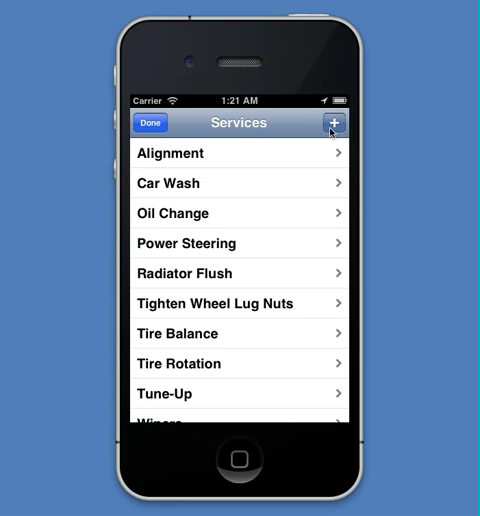 Carrier 1:21 AM
Done Services +
Alignment
Car Wash
Oil Change
Power Steering
Radiator Flush
Tighten Wheel Lug Nuts
Tire Balance
Tire Rotation
Tune-Up